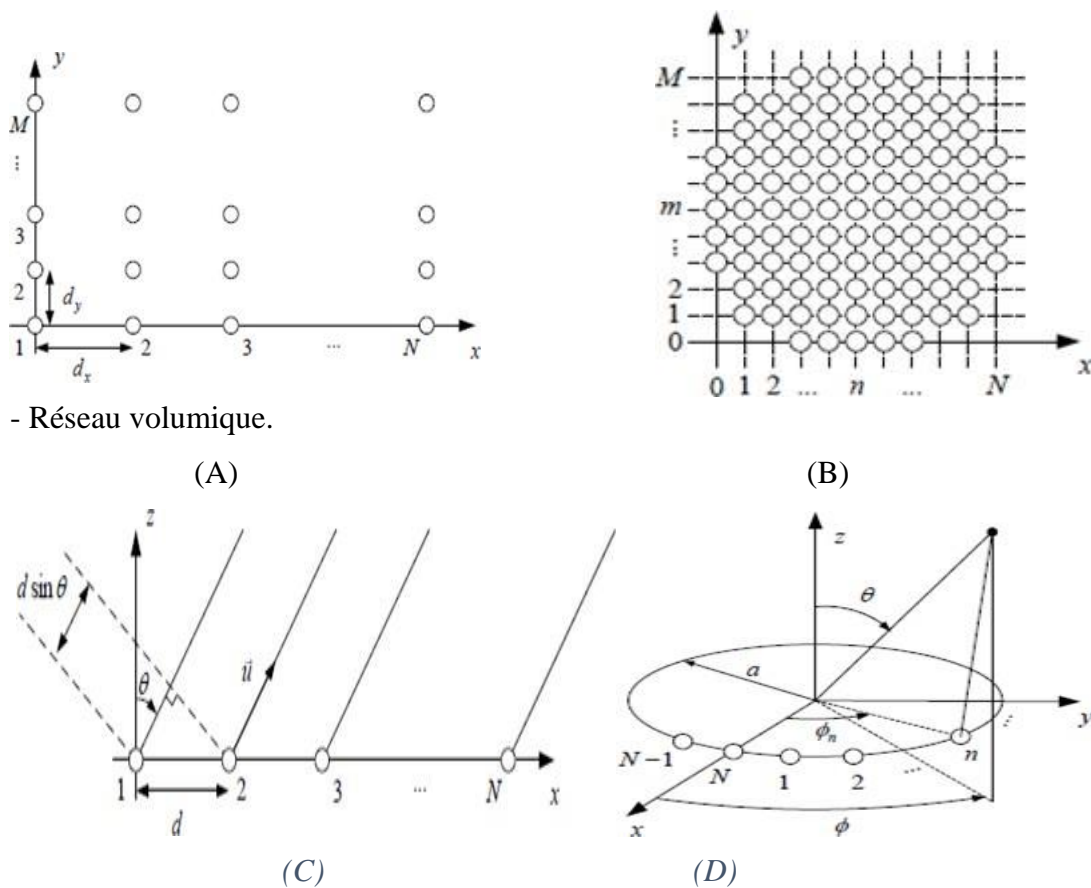 y
M
⋮
3
2
d_y
1
2
3
...
N
x
d_x
y
M
⋮
m
⋮
2
1
0
x
0 1 2 ... n ... N
- Réseau volumique.
(A) (B)
z
d sin θ
θ
u⃗
1
2
3
...
N
x
d
z
θ
a
y
ϕ_n
⋮
N−1
N
1
2
...
n
x
ϕ
(C) (D)